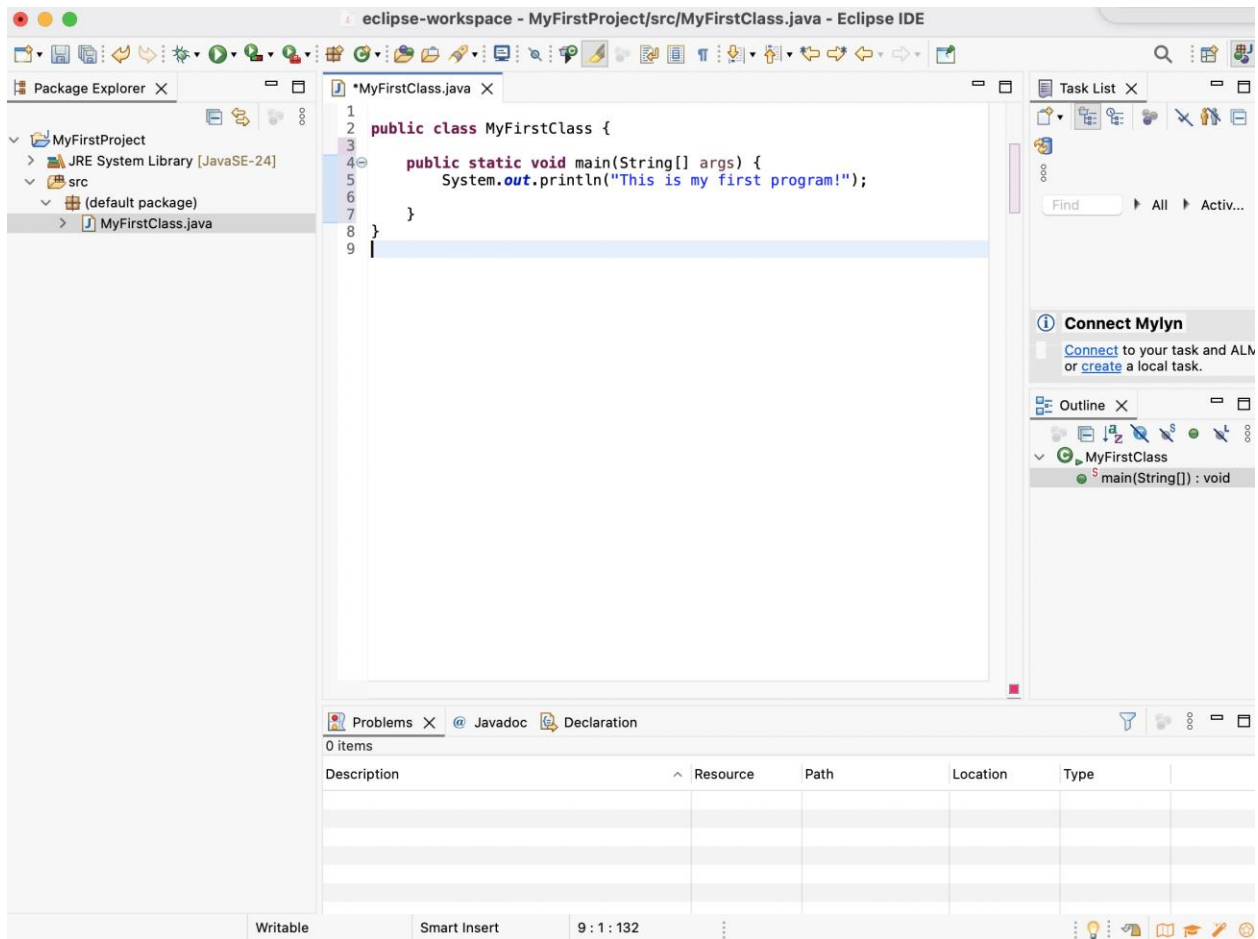 eclipse-workspace - MyFirstProject/src/MyFirstClass.java - Eclipse IDE
Package Explorer
MyFirstProject
JRE System Library [JavaSE-24]
src
(default package)
MyFirstClass.java
*MyFirstClass.java
1
2 public class MyFirstClass {
3
4 public static void main(String[] args) {
5 System.out.println("This is my first program!");
6
7 }
8 }
9
Task List
Find All Activ...
Connect Mylyn
Connect to your task and ALM
or create a local task.
Outline
MyFirstClass
main(String[]) : void
Problems @ Javadoc Declaration
0 items
Description Resource Path Location Type
Writable Smart Insert 9 : 1 : 132